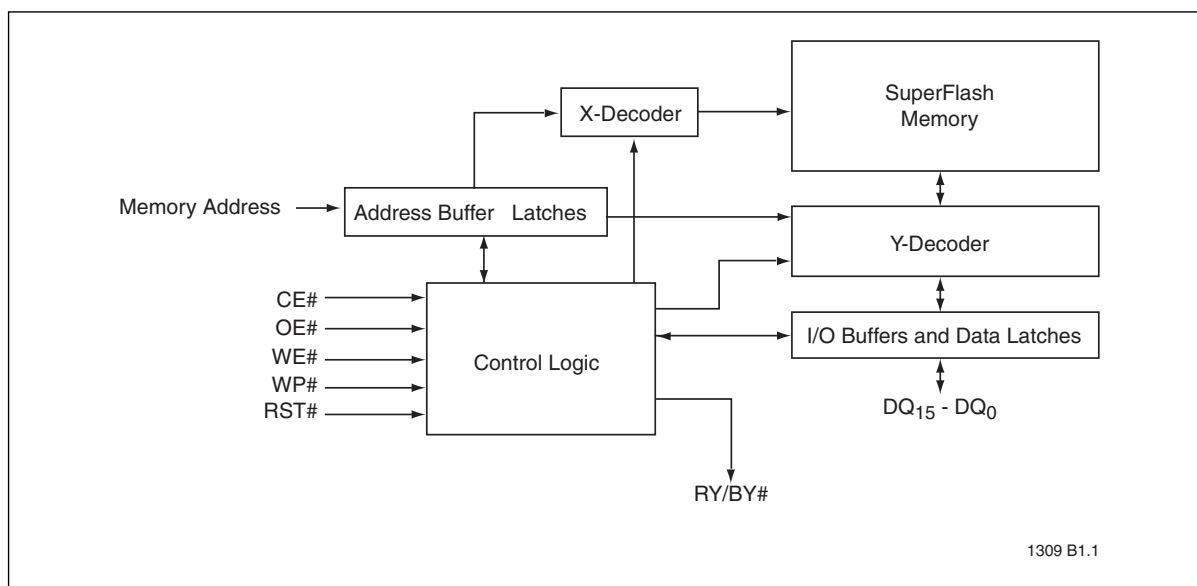 SuperFlash
Memory
X-Decoder
Memory Address
Address Buffer Latches
Y-Decoder
CE#
OE#
WE#
WP#
RST#
Control Logic
I/O Buffers and Data Latches
DQ15 - DQ0
RY/BY#
1309 B1.1